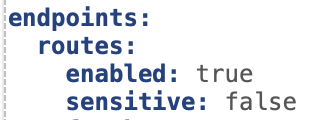 endpoints:
  routes:
    enabled: true
    sensitive: false